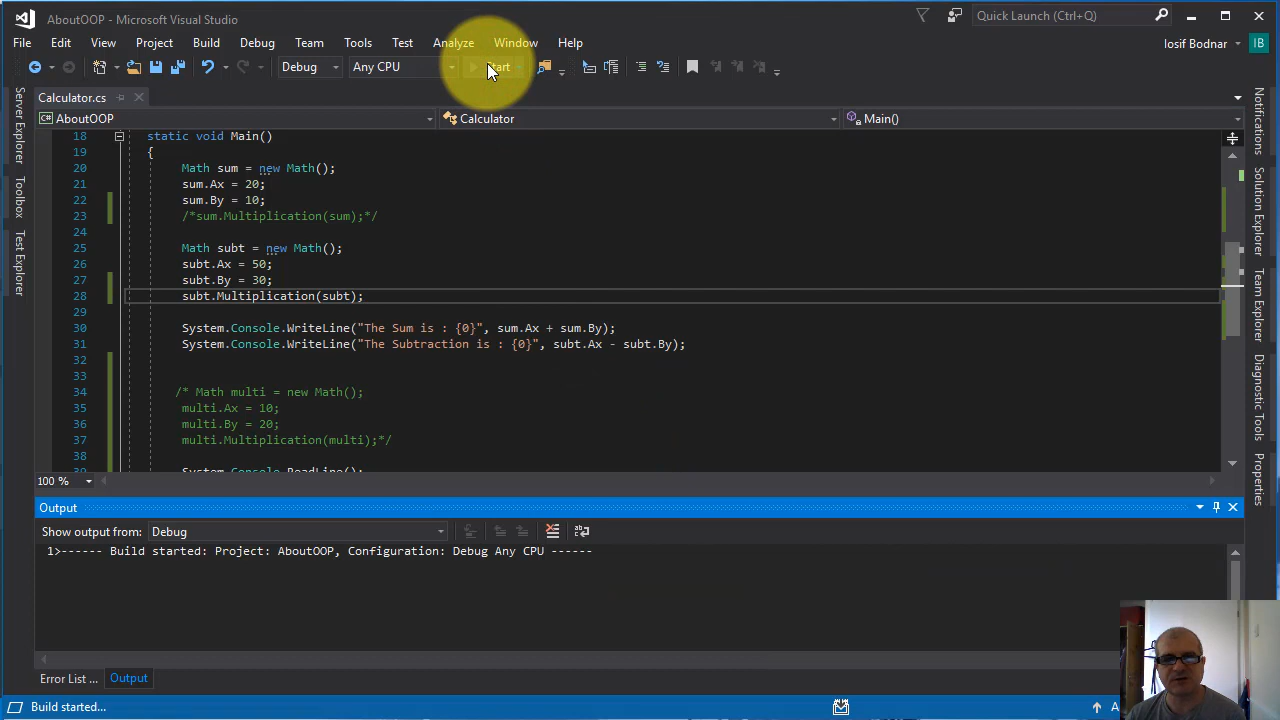 AboutOOP - Microsoft Visual Studio
Quick Launch (Ctrl+Q)
File Edit View Project Build Debug Team Tools Test Analyze Window Help
Iosif Bodnar IB
Debug Any CPU Start
Calculator.cs
AboutOOP Calculator Main()
18 static void Main()
19 {
20 Math sum = new Math();
21 sum.Ax = 20;
22 sum.By = 10;
23 /*sum.Multiplication(sum);*/
24
25 Math subt = new Math();
26 subt.Ax = 50;
27 subt.By = 30;
28 subt.Multiplication(subt);
29
30 System.Console.WriteLine("The Sum is : {0}", sum.Ax + sum.By);
31 System.Console.WriteLine("The Subtraction is : {0}", subt.Ax - subt.By);
32
33
34 /* Math multi = new Math();
35 multi.Ax = 10;
36 multi.By = 20;
37 multi.Multiplication(multi);*/
38
39 System.Console.ReadLine();
100 %
Output
Show output from: Debug
1>------ Build started: Project: AboutOOP, Configuration: Debug Any CPU ------
Error List ... Output
Build started...
Server Explorer
Toolbox
Test Explorer
Notifications
Solution Explorer
Team Explorer
Diagnostic Tools
Properties